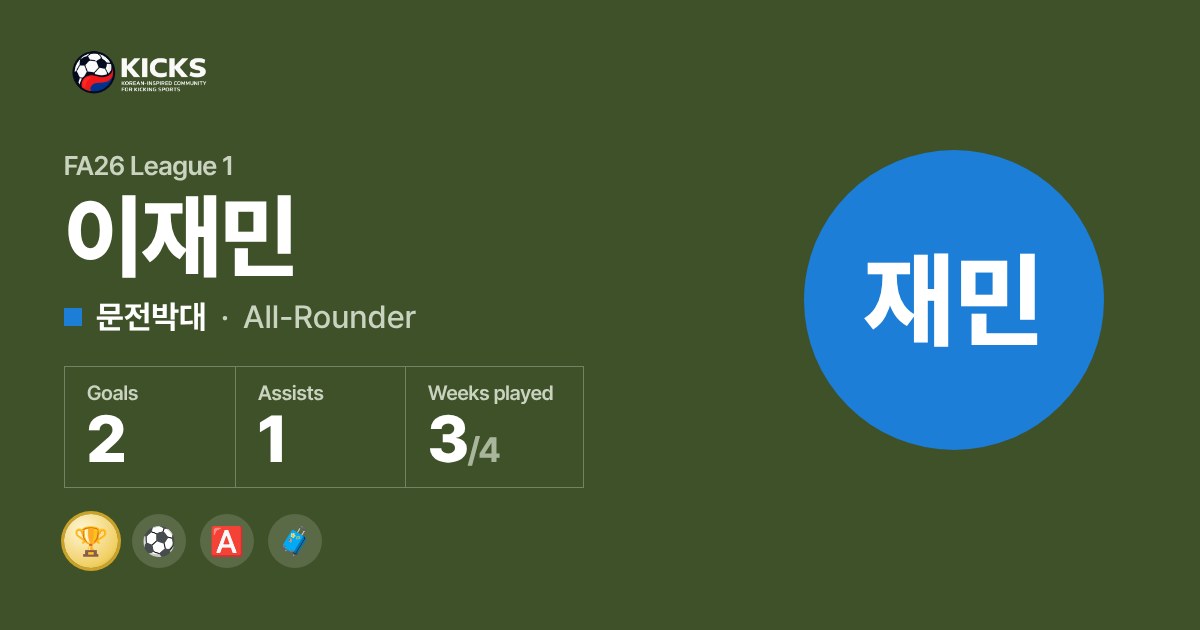 KICKS
KOREAN-INSPIRED COMMUNITY
FOR KICKING SPORTS
FA26 League 1
이재민
문전박대 · All-Rounder
Goals
2
Assists
1
Weeks played
3/4
🅰
재민